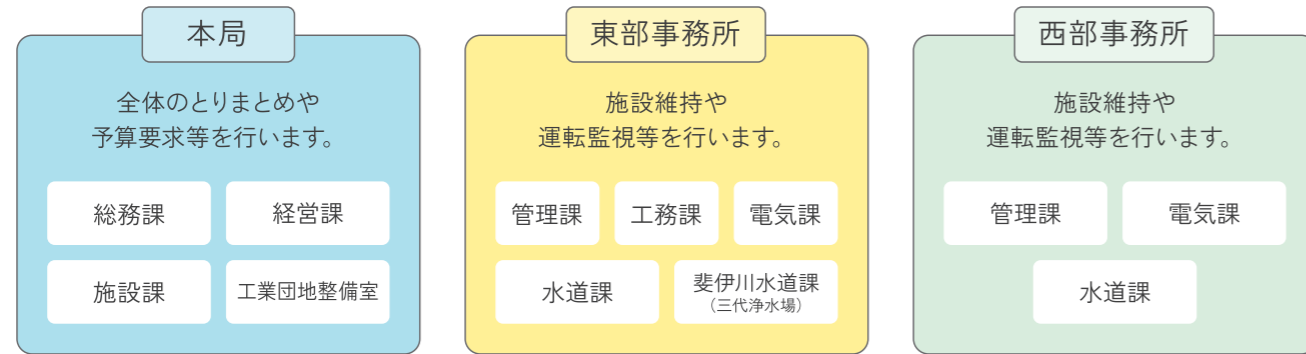 本局
全体のとりまとめや
予算要求等を行います。
総務課
経営課
施設課
工業団地整備室
東部事務所
施設維持や
運転監視等を行います。
管理課
工務課
電気課
水道課
斐伊川水道課
（三代浄水場）
西部事務所
施設維持や
運転監視等を行います。
管理課
電気課
水道課